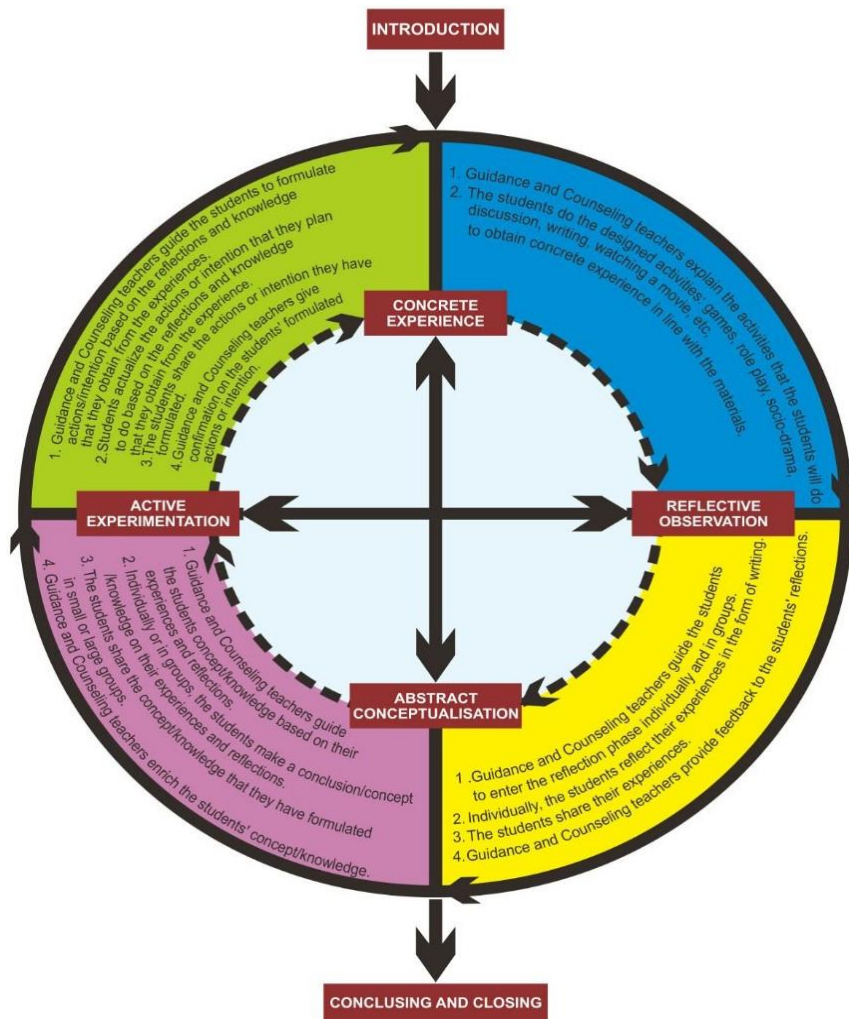 INTRODUCTION
1. Guidance and Counseling teachers explain the activities that the students will do
2. The students do the designed activities: games, role play, socio-drama,
discussion, writing, watching a movie, etc,
to obtain concrete experience in line with the materials.
CONCRETE
EXPERIENCE
REFLECTIVE
OBSERVATION
1 .Guidance and Counseling teachers guide the students
to enter the reflection phase individually and in groups.
2. Individually, the students reflect their experiences in the form of writing.
3. The students share their experiences.
4. Guidance and Counseling teachers provide feedback to the students' reflections.
ABSTRACT
CONCEPTUALISATION
1. Guidance and Counseling teachers guide
the students concept/knowledge based on their
experiences and reflections.
2. Individually or in groups, the students make a conclusion/concept
/knowledge on their experiences and reflections.
3. The students share the concept/knowledge that they have formulated
in small or large groups.
4. Guidance and Counseling teachers enrich the students' concept/knowledge.
ACTIVE
EXPERIMENTATION
1. Guidance and Counseling teachers guide the students to formulate
actions/intention based on the reflections and knowledge
that they obtain from the experiences.
2.Students actualize the actions or intention that they plan
to do based on the reflections and knowledge
that they obtain from the experience.
3.The students share the actions or intention they have
formulated.
4.Guidance and Counseling teachers give
confirmation on the students' formulated
actions or intention.
CONCLUSING AND CLOSING